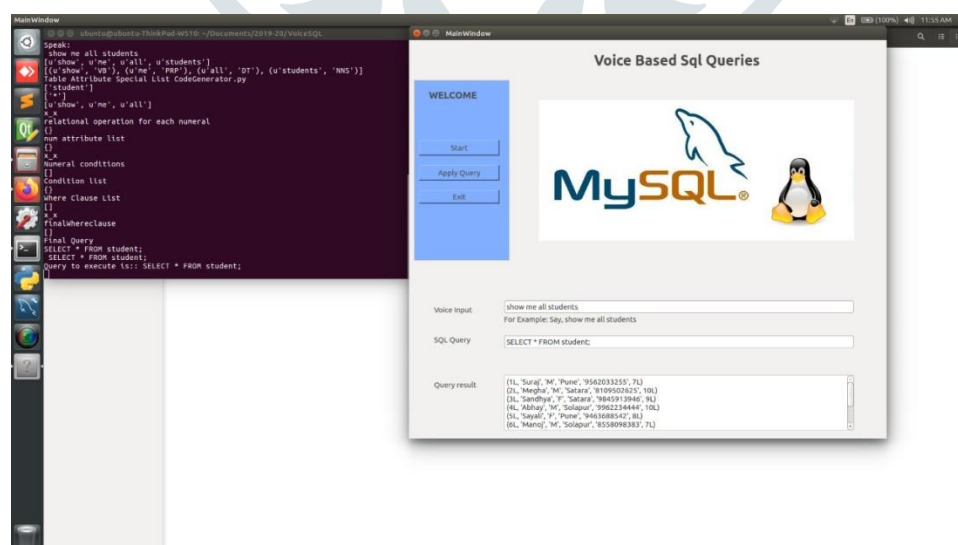 MainWindow
En (100%) 11:55 AM
ubuntu@ubuntu-ThinkPad-W510: ~/Documents/2019-20/VoiceSQL
Speak:
show me all students
[u'show', u'me', u'all', u'students']
[(u'show', 'VB'), (u'me', 'PRP'), (u'all', 'DT'), (u'students', 'NNS')]
Table Attribute Special List CodeGenerator.py
['student']
['*']
[u'show', u'me', u'all']
x_x
relational operation for each numeral
{}
num attribute list
{}
x_x
Numeral conditions
[]
Condition list
{}
Where Clause List
[]
x_x
finalWhereclause
[]
Final Query
SELECT * FROM student;
SELECT * FROM student;
Query to execute is:: SELECT * FROM student;
MainWindow
Voice Based Sql Queries
WELCOME
Start
Apply Query
Exit
MySQL®
Voice Input
show me all students
For Example: Say, show me all students
SQL Query
SELECT * FROM student;
Query result
(1L, 'Suraj', 'M', 'Pune', '9562033255', 7L)
(2L, 'Megha', 'M', 'Satara', '8109502625', 10L)
(3L, 'Sandhya', 'F', 'Satara', '9845913946', 9L)
(4L, 'Abhay', 'M', 'Solapur', '9962234444', 10L)
(5L, 'Sayali', 'F', 'Pune', '9463688542', 8L)
(6L, 'Manoj', 'M', 'Solapur', '8558098383', 7L)